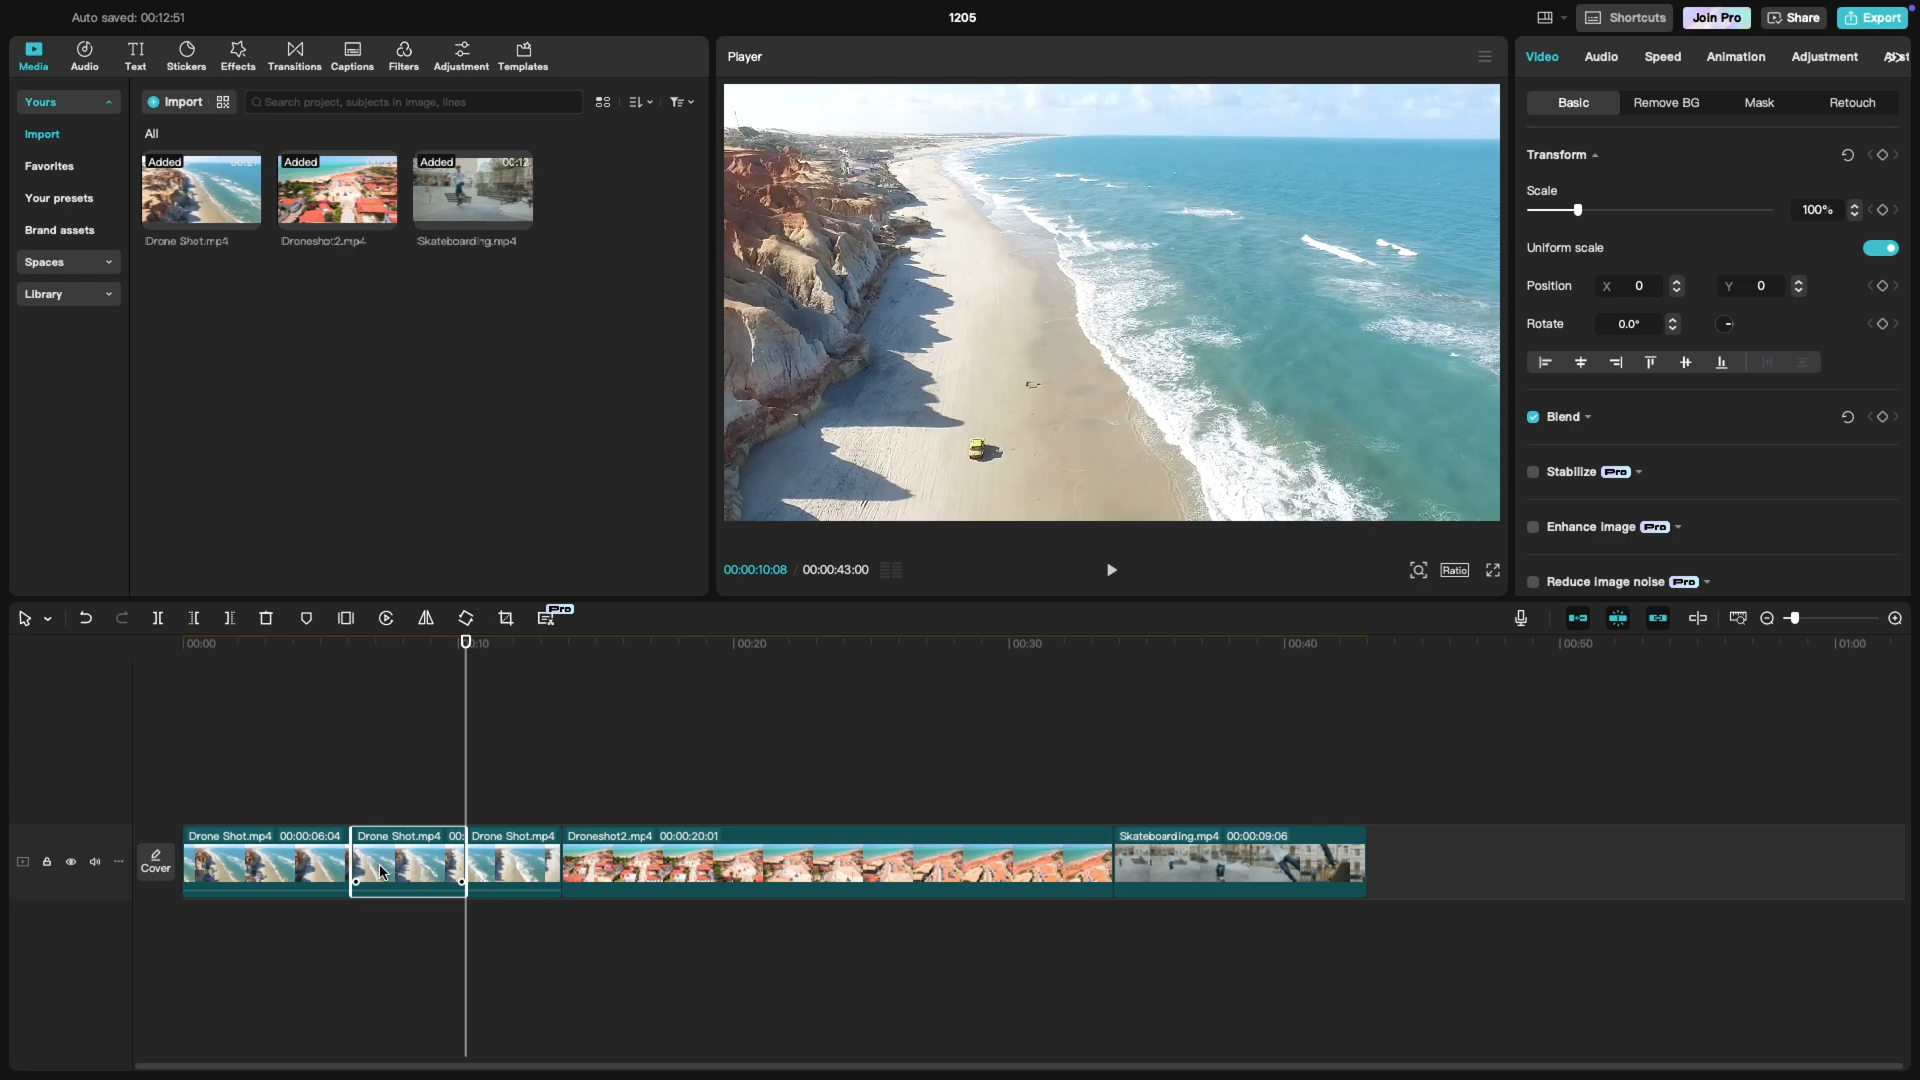 Auto saved: 00:12:51
1205
Shortcuts
Join Pro
Share
Export
Media
Audio
Text
Stickers
Effects
Transitions
Captions
Filters
Adjustment
Templates
Player
Video
Audio
Speed
Animation
Adjustment
Yours
Import
Search project, subjects in image, lines
Basic
Remove BG
Mask
Retouch
Import
All
Favorites
Your presets
Brand assets
Spaces
Library
Added
Added
Added
00:12
Drone Shot.mp4
Droneshot2.mp4
Skateboarding.mp4
Transform
Scale
100%
Uniform scale
Position
X 0
Y 0
Rotate
0.0°
Blend
Stabilize Pro
Enhance image Pro
Reduce image noise Pro
00:00:10:08 / 00:00:43:00
Ratio
Pro
00:00
00:20
00:30
00:40
00:50
01:00
Cover
Drone Shot.mp4 00:00:06:04
Drone Shot.mp4 00:
Drone Shot.mp4
Droneshot2.mp4 00:00:20:01
Skateboarding.mp4 00:00:09:06